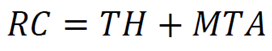 RC = TH + MTA